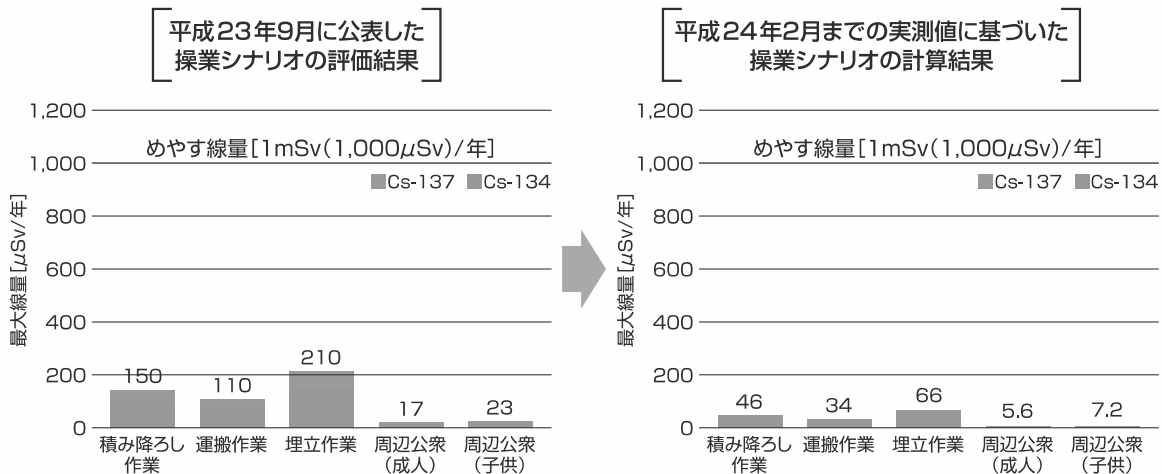 平成23年9月に公表した
操業シナリオの評価結果
1,200
1,000
800
600
400
200
0
最大線量[μSv/年]
めやす線量[1mSv(1,000μSv)/年]
Cs-137 Cs-134
150
110
210
17
23
積み降ろし
作業
運搬作業
埋立作業
周辺公衆
(成人)
周辺公衆
(子供)
平成24年2月までの実測値に基づいた
操業シナリオの計算結果
1,200
1,000
800
600
400
200
0
最大線量[μSv/年]
めやす線量[1mSv(1,000μSv)/年]
Cs-137 Cs-134
46
34
66
5.6
7.2
積み降ろし
作業
運搬作業
埋立作業
周辺公衆
(成人)
周辺公衆
(子供)